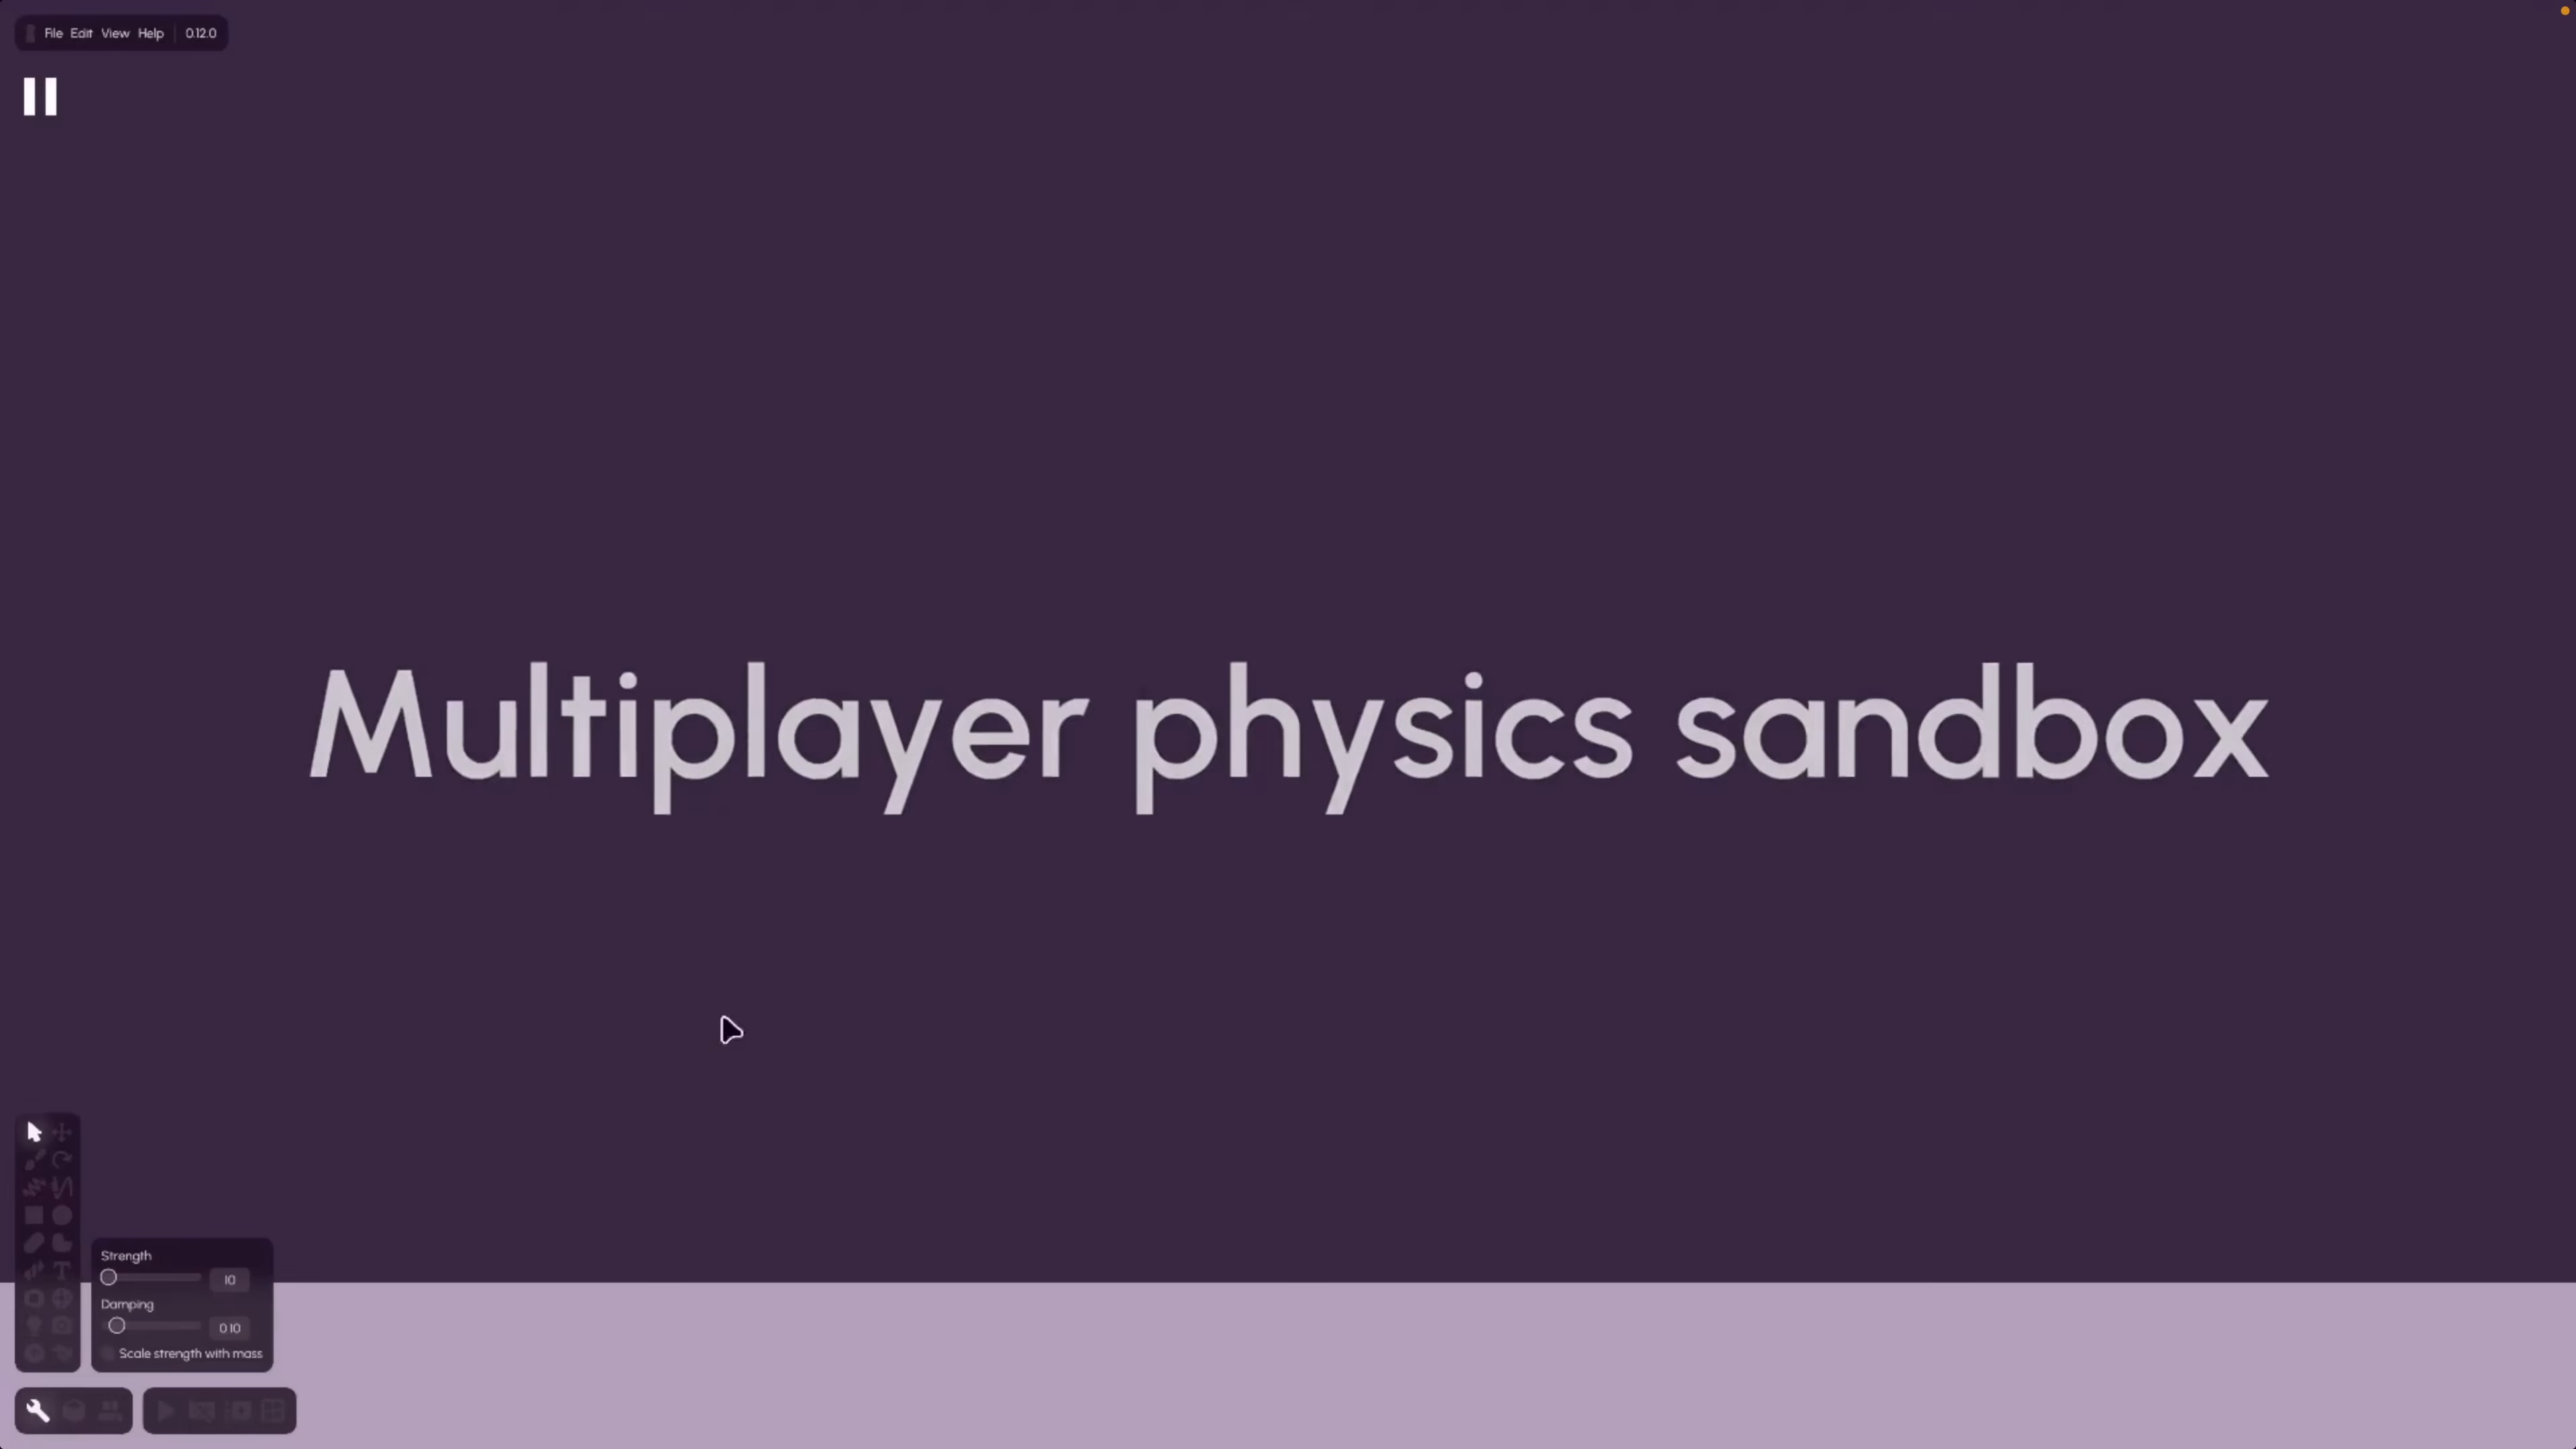 File Edit View Help 0.12.0
Multiplayer physics sandbox
Strength
10
Damping
0.10
Scale strength with mass